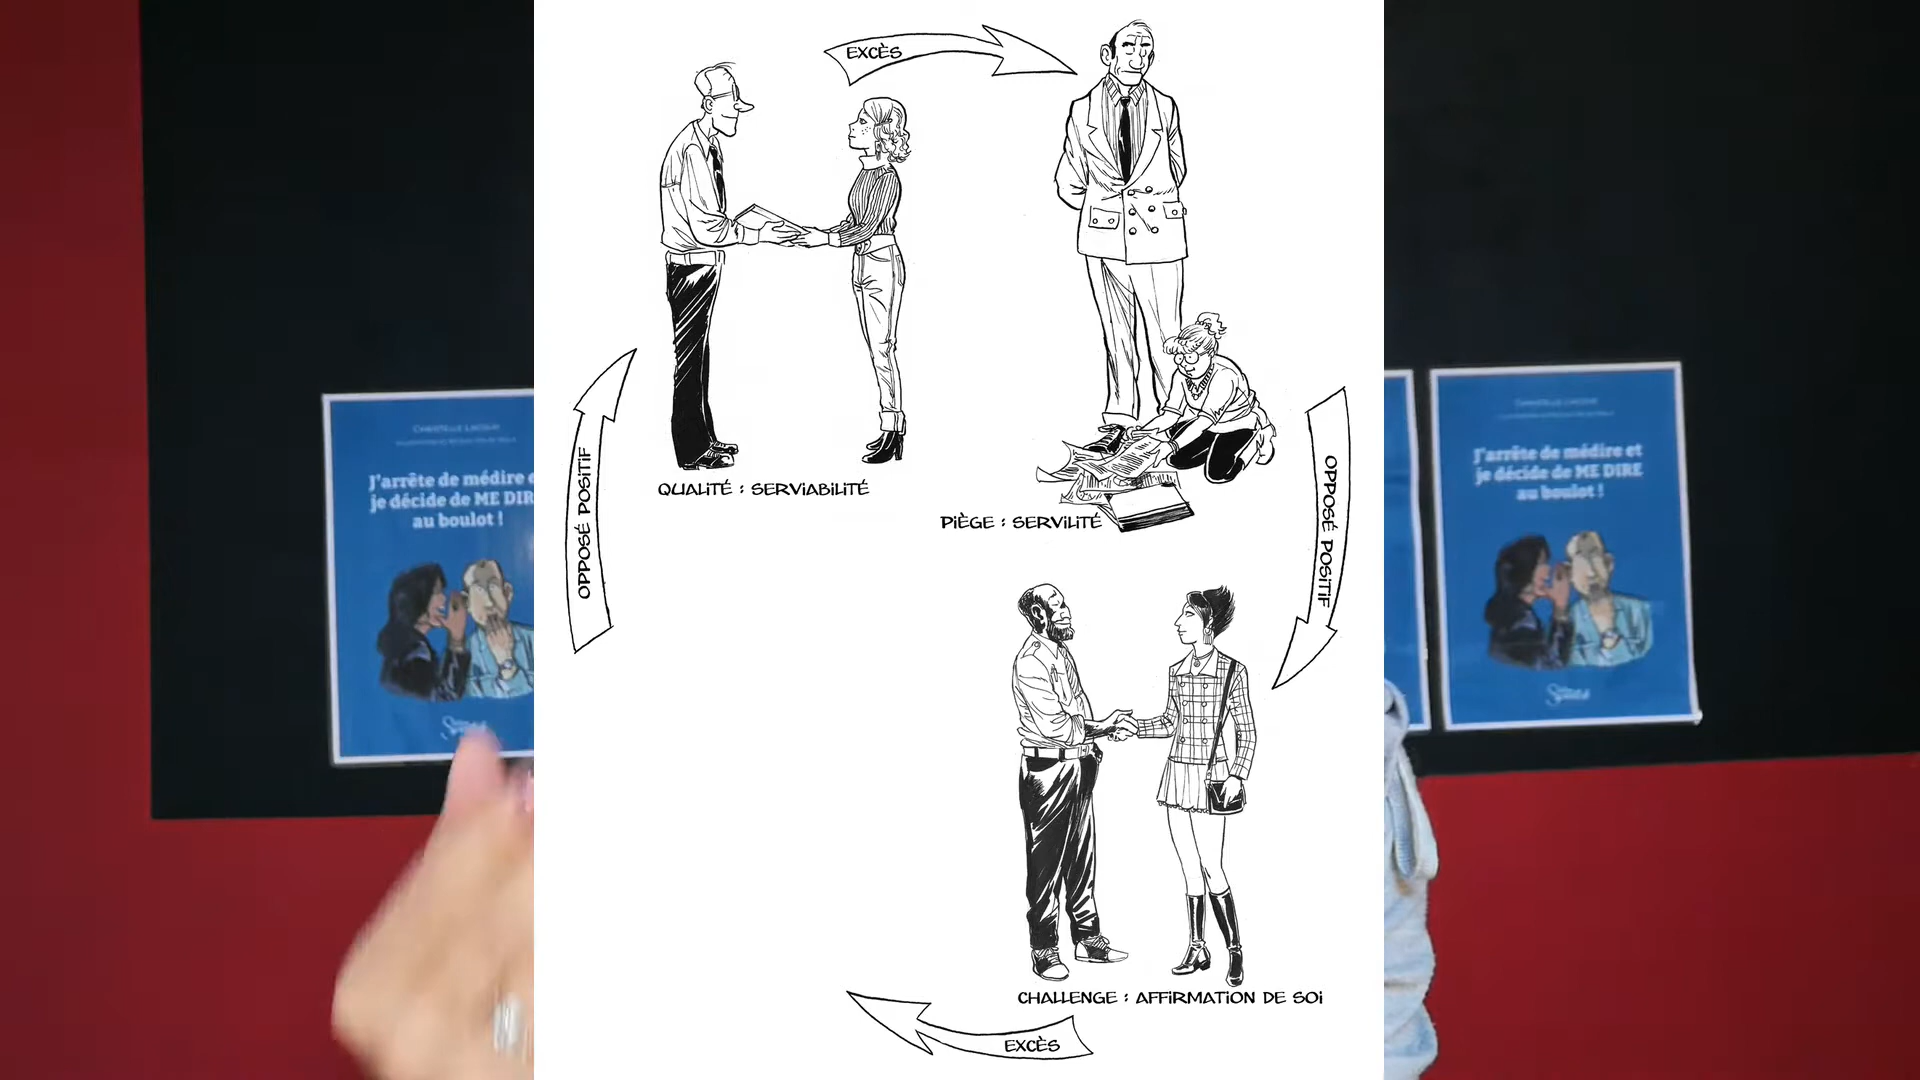 EXCÈS
QUALITÉ : SERVIABILITÉ
PIÈGE : SERVILITÉ
OPPOSÉ POSITIF
OPPOSÉ POSITIF
CHALLENGE : AFFIRMATION DE SOI
EXCÈS
J'arrête de médire e
je décide de ME DIR
au boulot !
J'arrête de médire et
je décide de ME DIRE
au boulot !